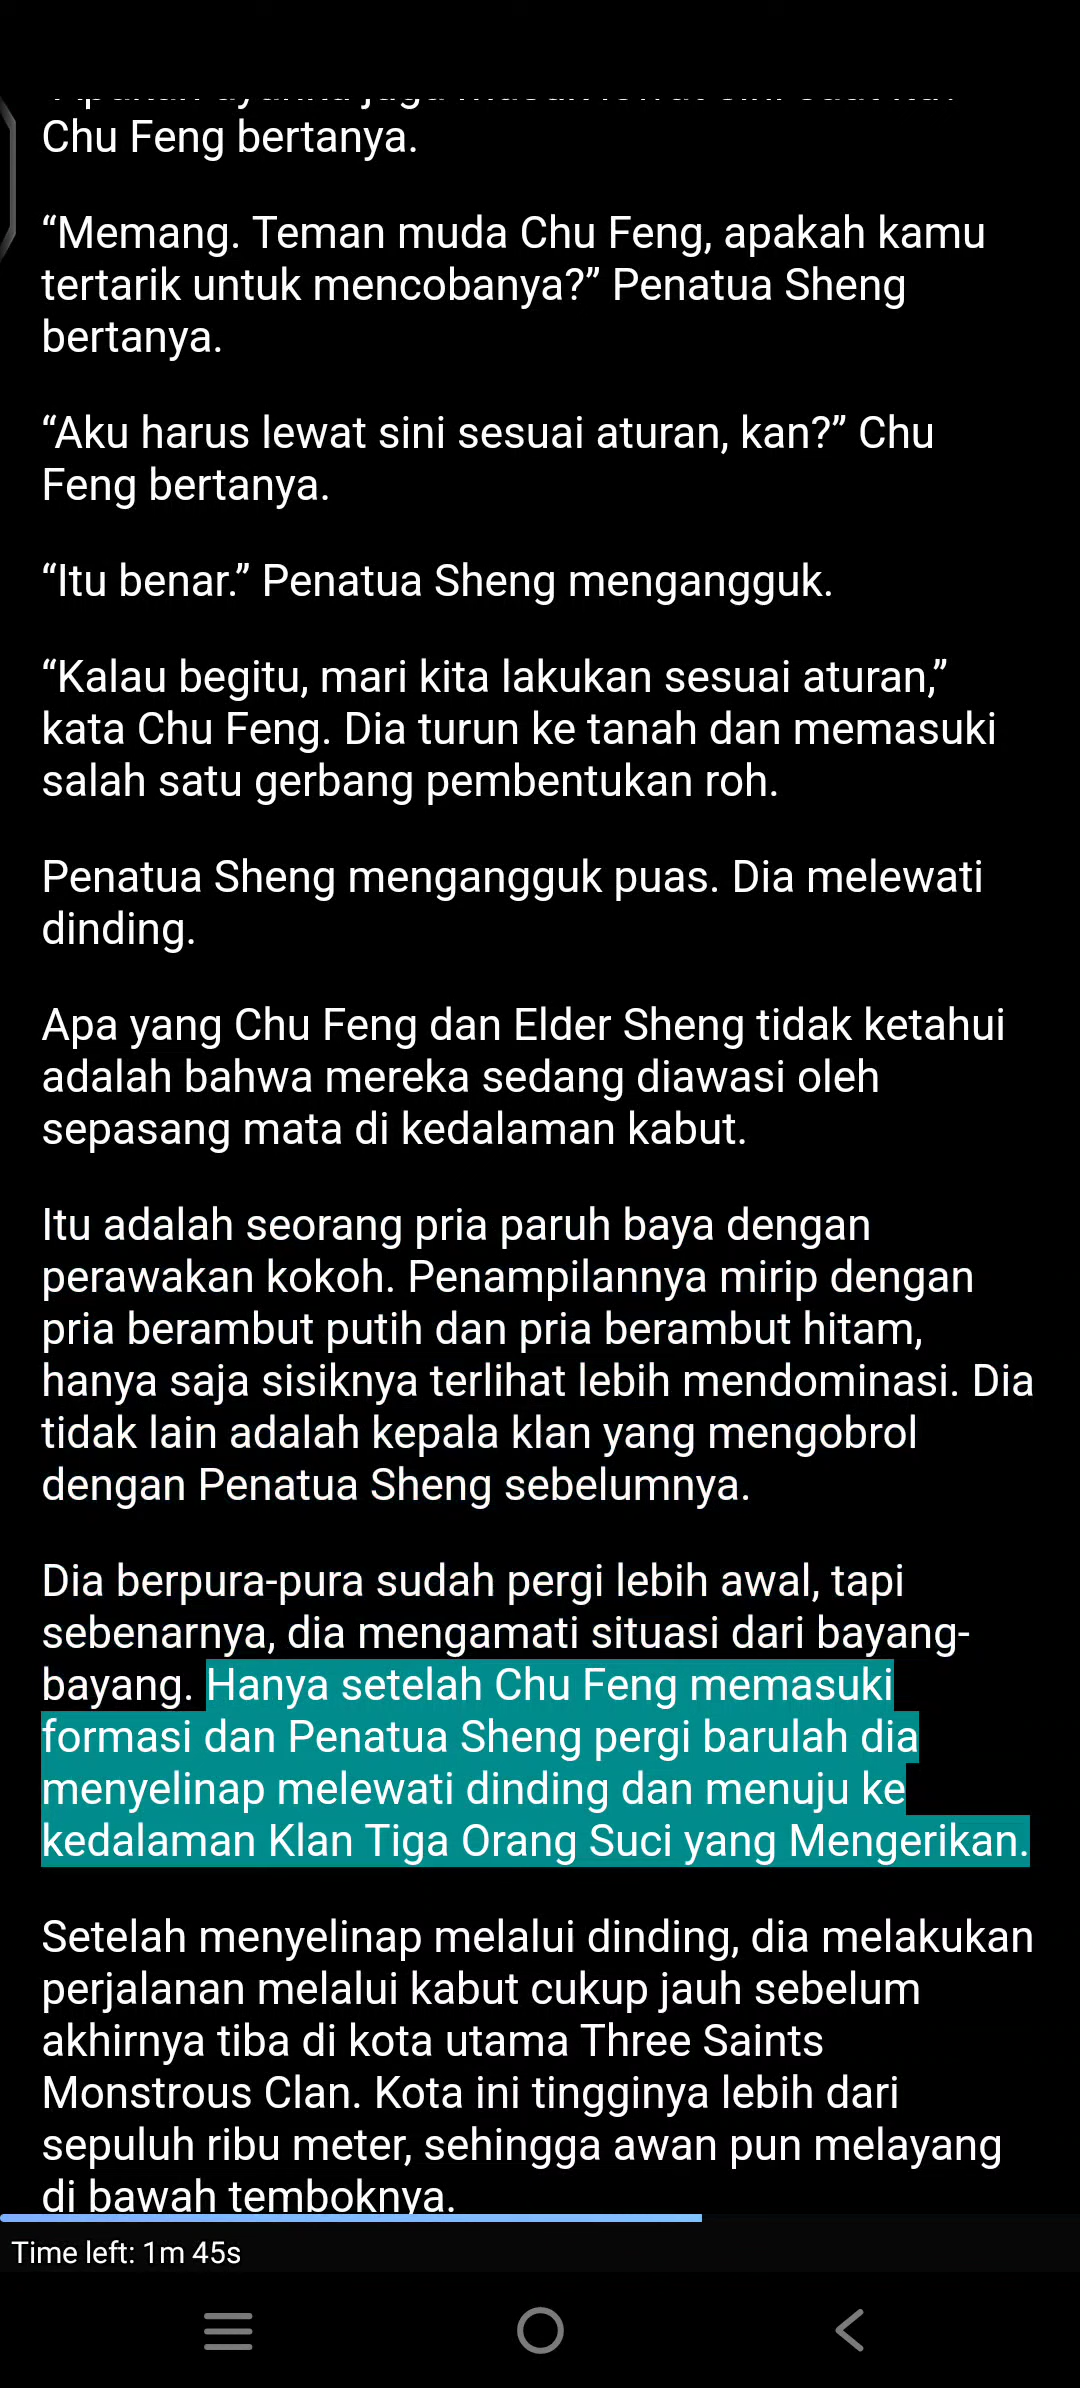 Chu Feng bertanya.
“Memang. Teman muda Chu Feng, apakah kamu
tertarik untuk mencobanya?” Penatua Sheng
bertanya.
“Aku harus lewat sini sesuai aturan, kan?” Chu
Feng bertanya.
“Itu benar.” Penatua Sheng mengangguk.
“Kalau begitu, mari kita lakukan sesuai aturan,”
kata Chu Feng. Dia turun ke tanah dan memasuki
salah satu gerbang pembentukan roh.
Penatua Sheng mengangguk puas. Dia melewati
dinding.
Apa yang Chu Feng dan Elder Sheng tidak ketahui
adalah bahwa mereka sedang diawasi oleh
sepasang mata di kedalaman kabut.
Itu adalah seorang pria paruh baya dengan
perawakan kokoh. Penampilannya mirip dengan
pria berambut putih dan pria berambut hitam,
hanya saja sisiknya terlihat lebih mendominasi. Dia
tidak lain adalah kepala klan yang mengobrol
dengan Penatua Sheng sebelumnya.
Dia berpura-pura sudah pergi lebih awal, tapi
sebenarnya, dia mengamati situasi dari bayang-
bayang. Hanya setelah Chu Feng memasuki
formasi dan Penatua Sheng pergi barulah dia
menyelinap melewati dinding dan menuju ke
kedalaman Klan Tiga Orang Suci yang Mengerikan.
Setelah menyelinap melalui dinding, dia melakukan
perjalanan melalui kabut cukup jauh sebelum
akhirnya tiba di kota utama Three Saints
Monstrous Clan. Kota ini tingginya lebih dari
sepuluh ribu meter, sehingga awan pun melayang
di bawah temboknya.
Time left: 1m 45s